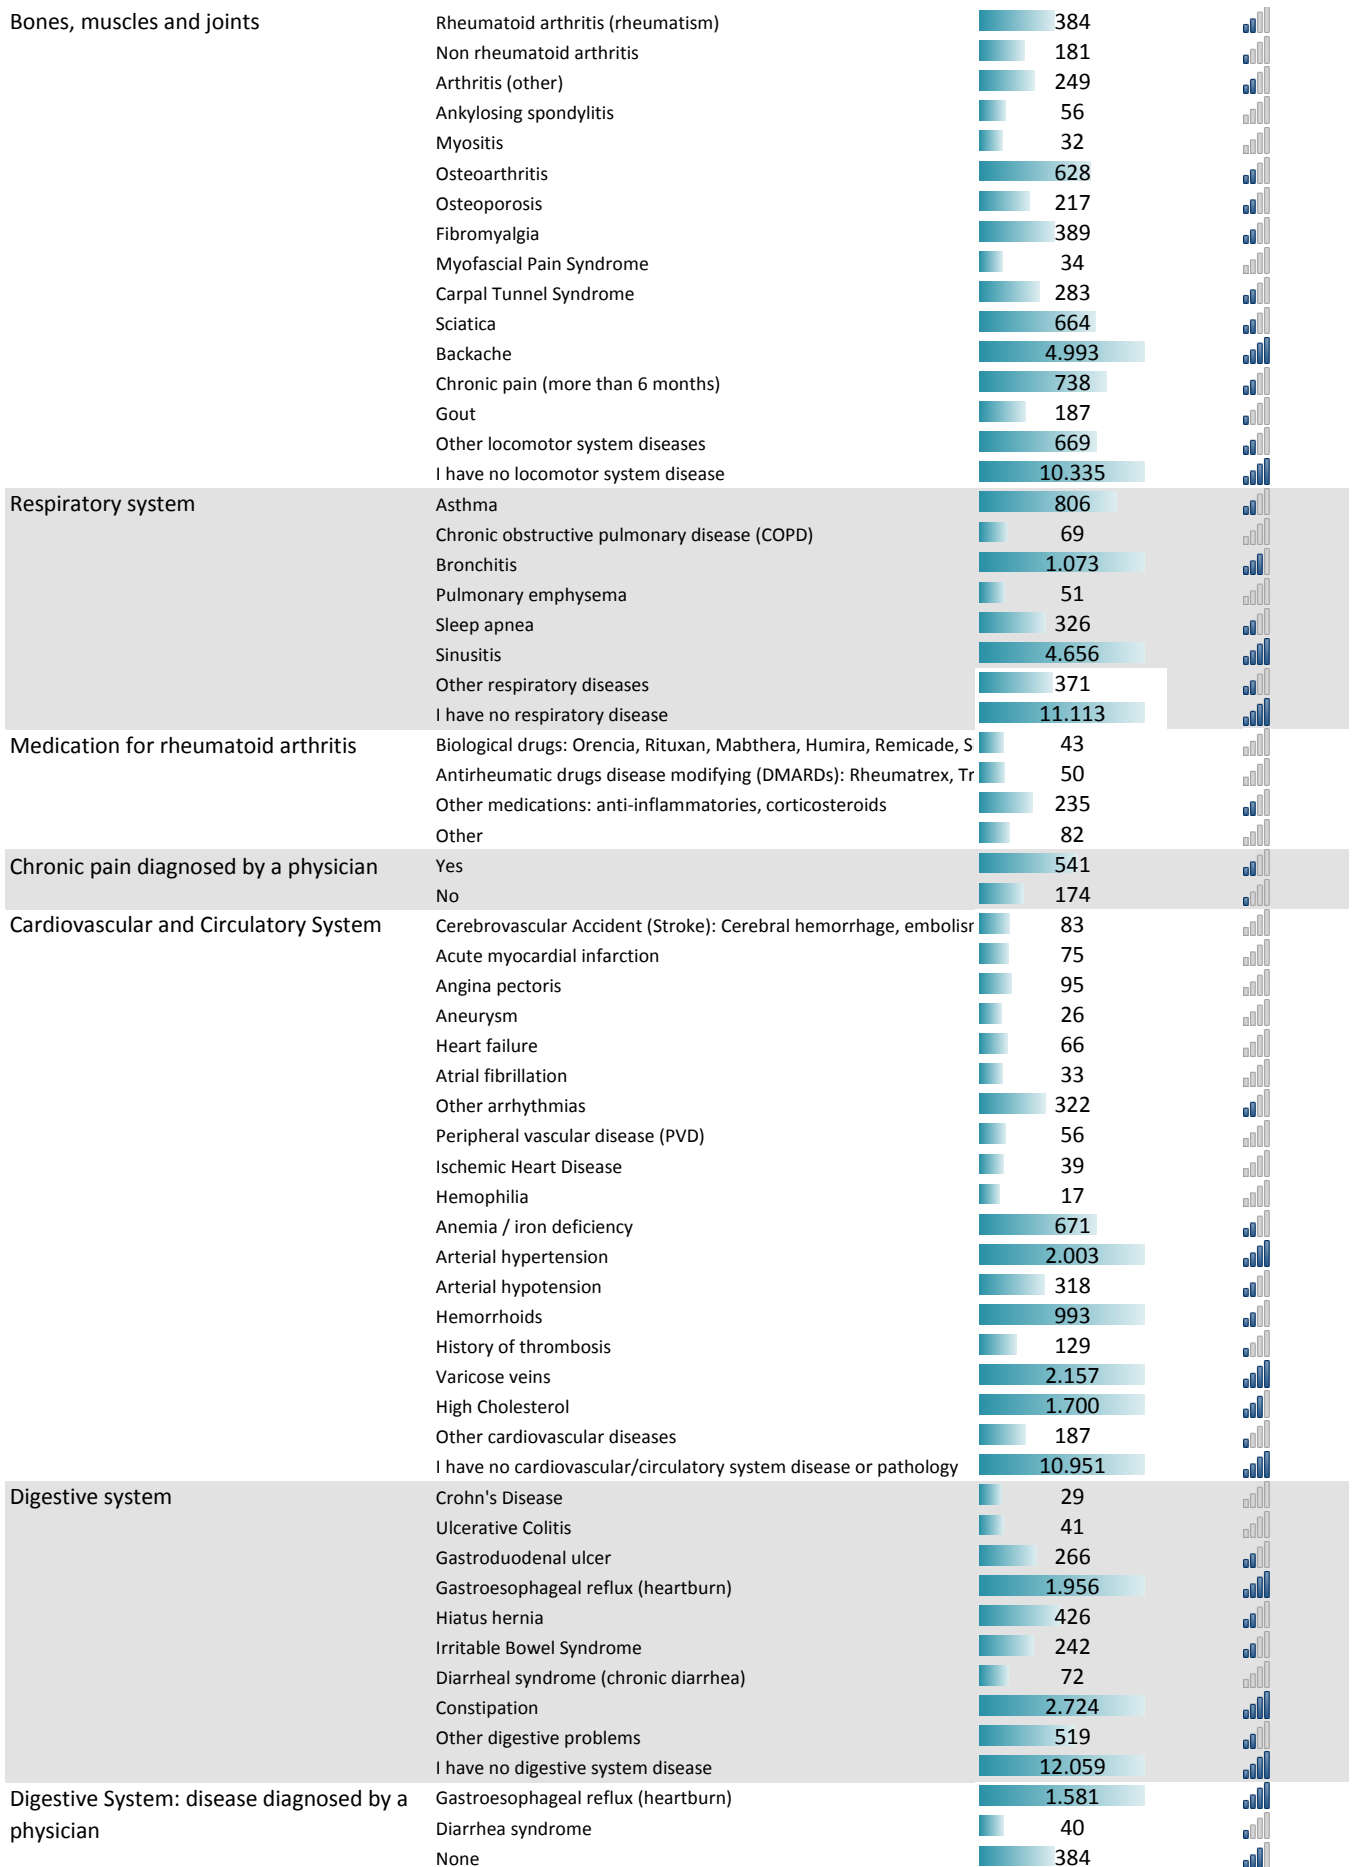 Bones, muscles and joints Rheumatoid arthritis (rheumatism) 384
Non rheumatoid arthritis 181
Arthritis (other) 249
Ankylosing spondylitis 56
Myositis 32
Osteoarthritis 628
Osteoporosis 217
Fibromyalgia 389
Myofascial Pain Syndrome 34
Carpal Tunnel Syndrome 283
Sciatica 664
Backache 4.993
Chronic pain (more than 6 months) 738
Gout 187
Other locomotor system diseases 669
I have no locomotor system disease 10.335
Respiratory system Asthma 806
Chronic obstructive pulmonary disease (COPD) 69
Bronchitis 1.073
Pulmonary emphysema 51
Sleep apnea 326
Sinusitis 4.656
Other respiratory diseases 371
I have no respiratory disease 11.113
Medication for rheumatoid arthritis Biological drugs: Orencia, Rituxan, Mabthera, Humira, Remicade, S 43
Antirheumatic drugs disease modifying (DMARDs): Rheumatrex, Tr 50
Other medications: anti-inflammatories, corticosteroids 235
Other 82
Chronic pain diagnosed by a physician Yes 541
No 174
Cardiovascular and Circulatory System Cerebrovascular Accident (Stroke): Cerebral hemorrhage, embolisr 83
Acute myocardial infarction 75
Angina pectoris 95
Aneurysm 26
Heart failure 66
Atrial fibrillation 33
Other arrhythmias 322
Peripheral vascular disease (PVD) 56
Ischemic Heart Disease 39
Hemophilia 17
Anemia / iron deficiency 671
Arterial hypertension 2.003
Arterial hypotension 318
Hemorrhoids 993
History of thrombosis 129
Varicose veins 2.157
High Cholesterol 1.700
Other cardiovascular diseases 187
I have no cardiovascular/circulatory system disease or pathology 10.951
Digestive system Crohn's Disease 29
Ulcerative Colitis 41
Gastroduodenal ulcer 266
Gastroesophageal reflux (heartburn) 1.956
Hiatus hernia 426
Irritable Bowel Syndrome 242
Diarrheal syndrome (chronic diarrhea) 72
Constipation 2.724
Other digestive problems 519
I have no digestive system disease 12.059
Digestive System: disease diagnosed by a Gastroesophageal reflux (heartburn) 1.581
physician Diarrhea syndrome 40
None 384